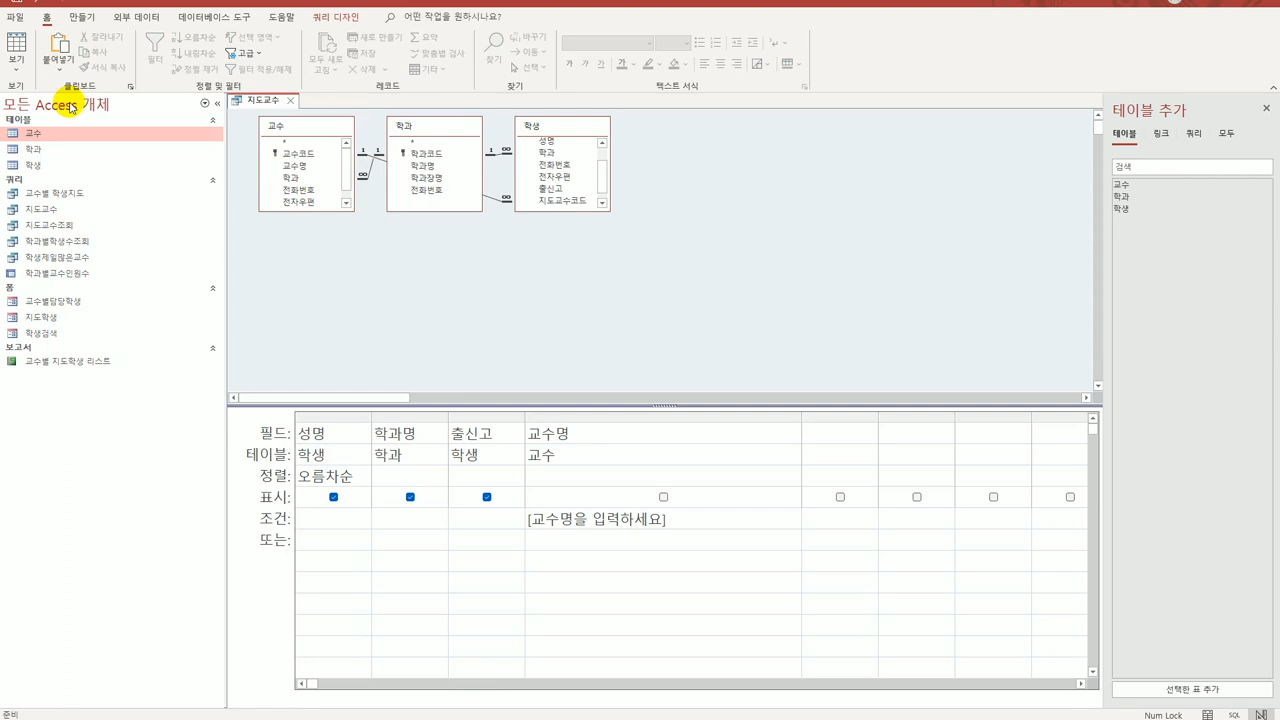 파일 홈 만들기 외부 데이터 데이터베이스 도구 도움말 쿼리 디자인 어떤 작업을 원하시나요?
보기 붙여넣기 잘라내기 복사 서식 복사 필터 오름차순 내림차순 정렬 제거 선택 영역 고급 필터 적용/해제 모두 새로 고침 새로 만들기 저장 삭제 요약 맞춤법 검사 기타 찾기 바꾸기 이동 선택
보기 클립보드 정렬 및 필터 레코드 찾기 텍스트 서식
모든 Access 개체
테이블
교수
학과
학생
쿼리
교수별 학생지도
지도교수
지도교수조회
학과별학생수조회
학생제일많은교수
학과별교수인원수
폼
교수별담당학생
지도학생
학생검색
보고서
교수별 지도학생 리스트
지도교수
교수
*
교수코드
교수명
학과
전화번호
전자우편
1
∞
1
학과
*
학과코드
학과명
학과장명
전화번호
1 ∞
∞
학생
성명
학과
전화번호
전자우편
출신고
지도교수코드
필드: 성명 학과명 출신고 교수명
테이블: 학생 학과 학생 교수
정렬: 오름차순
표시:
조건: [교수명을 입력하세요]
또는:
테이블 추가
테이블 링크 쿼리 모두
검색
교수
학과
학생
선택한 표 추가
준비
Num Lock
SQL